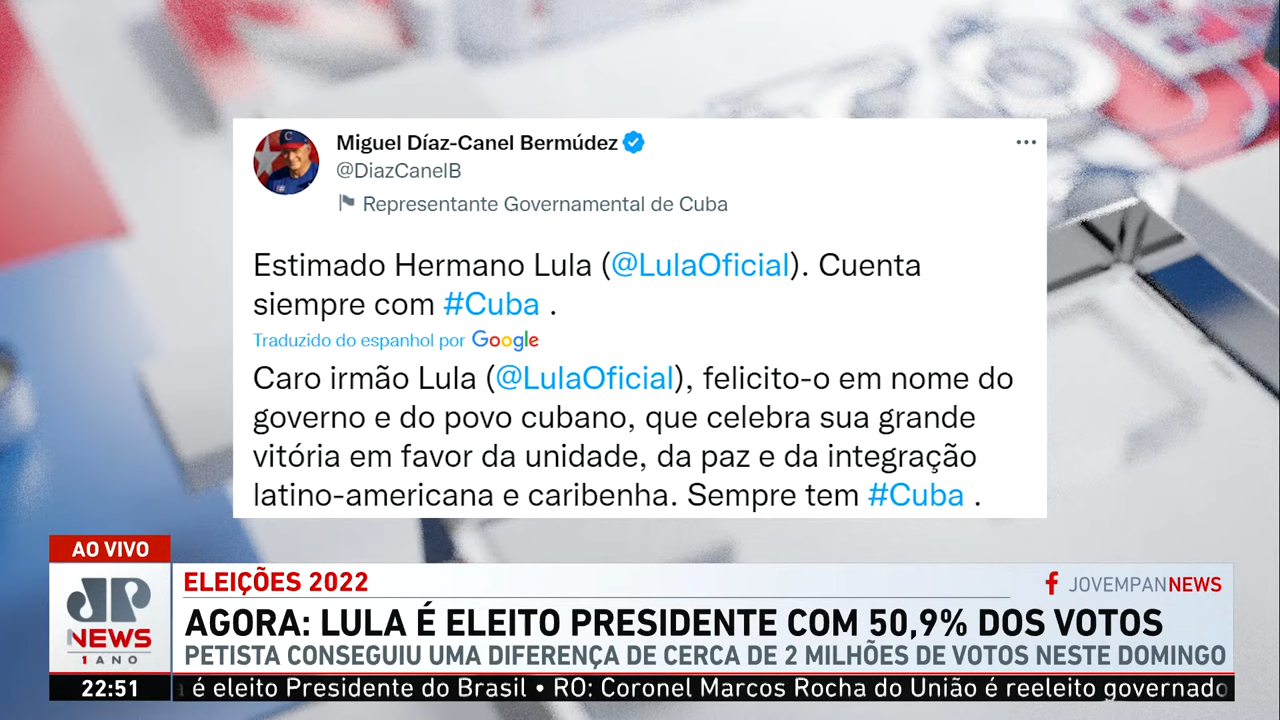 Miguel Díaz-Canel Bermúdez
@DiazCanelB
Representante Governamental de Cuba
Estimado Hermano Lula (@LulaOficial). Cuenta
siempre com #Cuba .
Traduzido do espanhol por Google
Caro irmão Lula (@LulaOficial), felicito-o em nome do
governo e do povo cubano, que celebra sua grande
vitória em favor da unidade, da paz e da integração
latino-americana e caribenha. Sempre tem #Cuba .
AO VIVO
JP
NEWS
1 ANO
22:51
ELEIÇÕES 2022
JOVEMPANNEWS
AGORA: LULA É ELEITO PRESIDENTE COM 50,9% DOS VOTOS
PETISTA CONSEGUIU UMA DIFERENÇA DE CERCA DE 2 MILHÕES DE VOTOS NESTE DOMINGO
é eleito Presidente do Brasil • RO: Coronel Marcos Rocha do União é reeleito governado